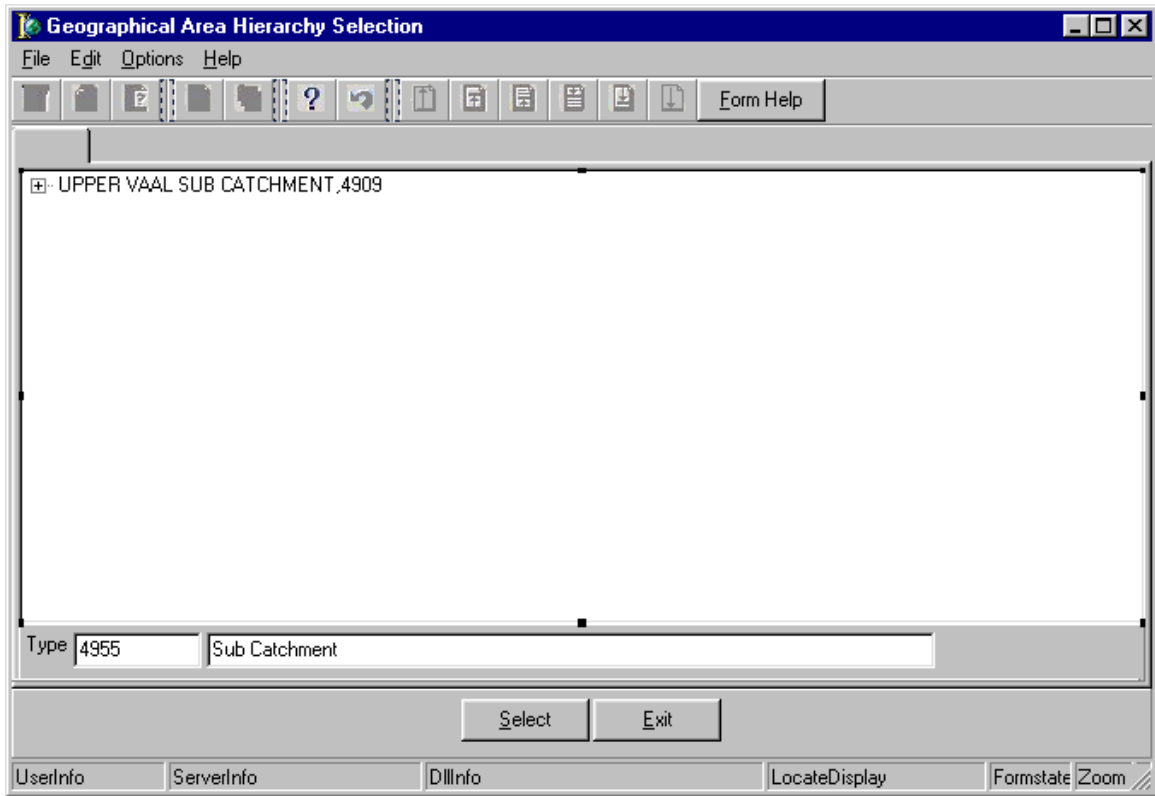 Geographical Area Hierarchy Selection
File Edit Options Help
? Form Help
UPPER VAAL SUB CATCHMENT,4909
Type 4955 Sub Catchment
Select Exit
UserInfo ServerInfo DllInfo LocateDisplay Formstate Zoom